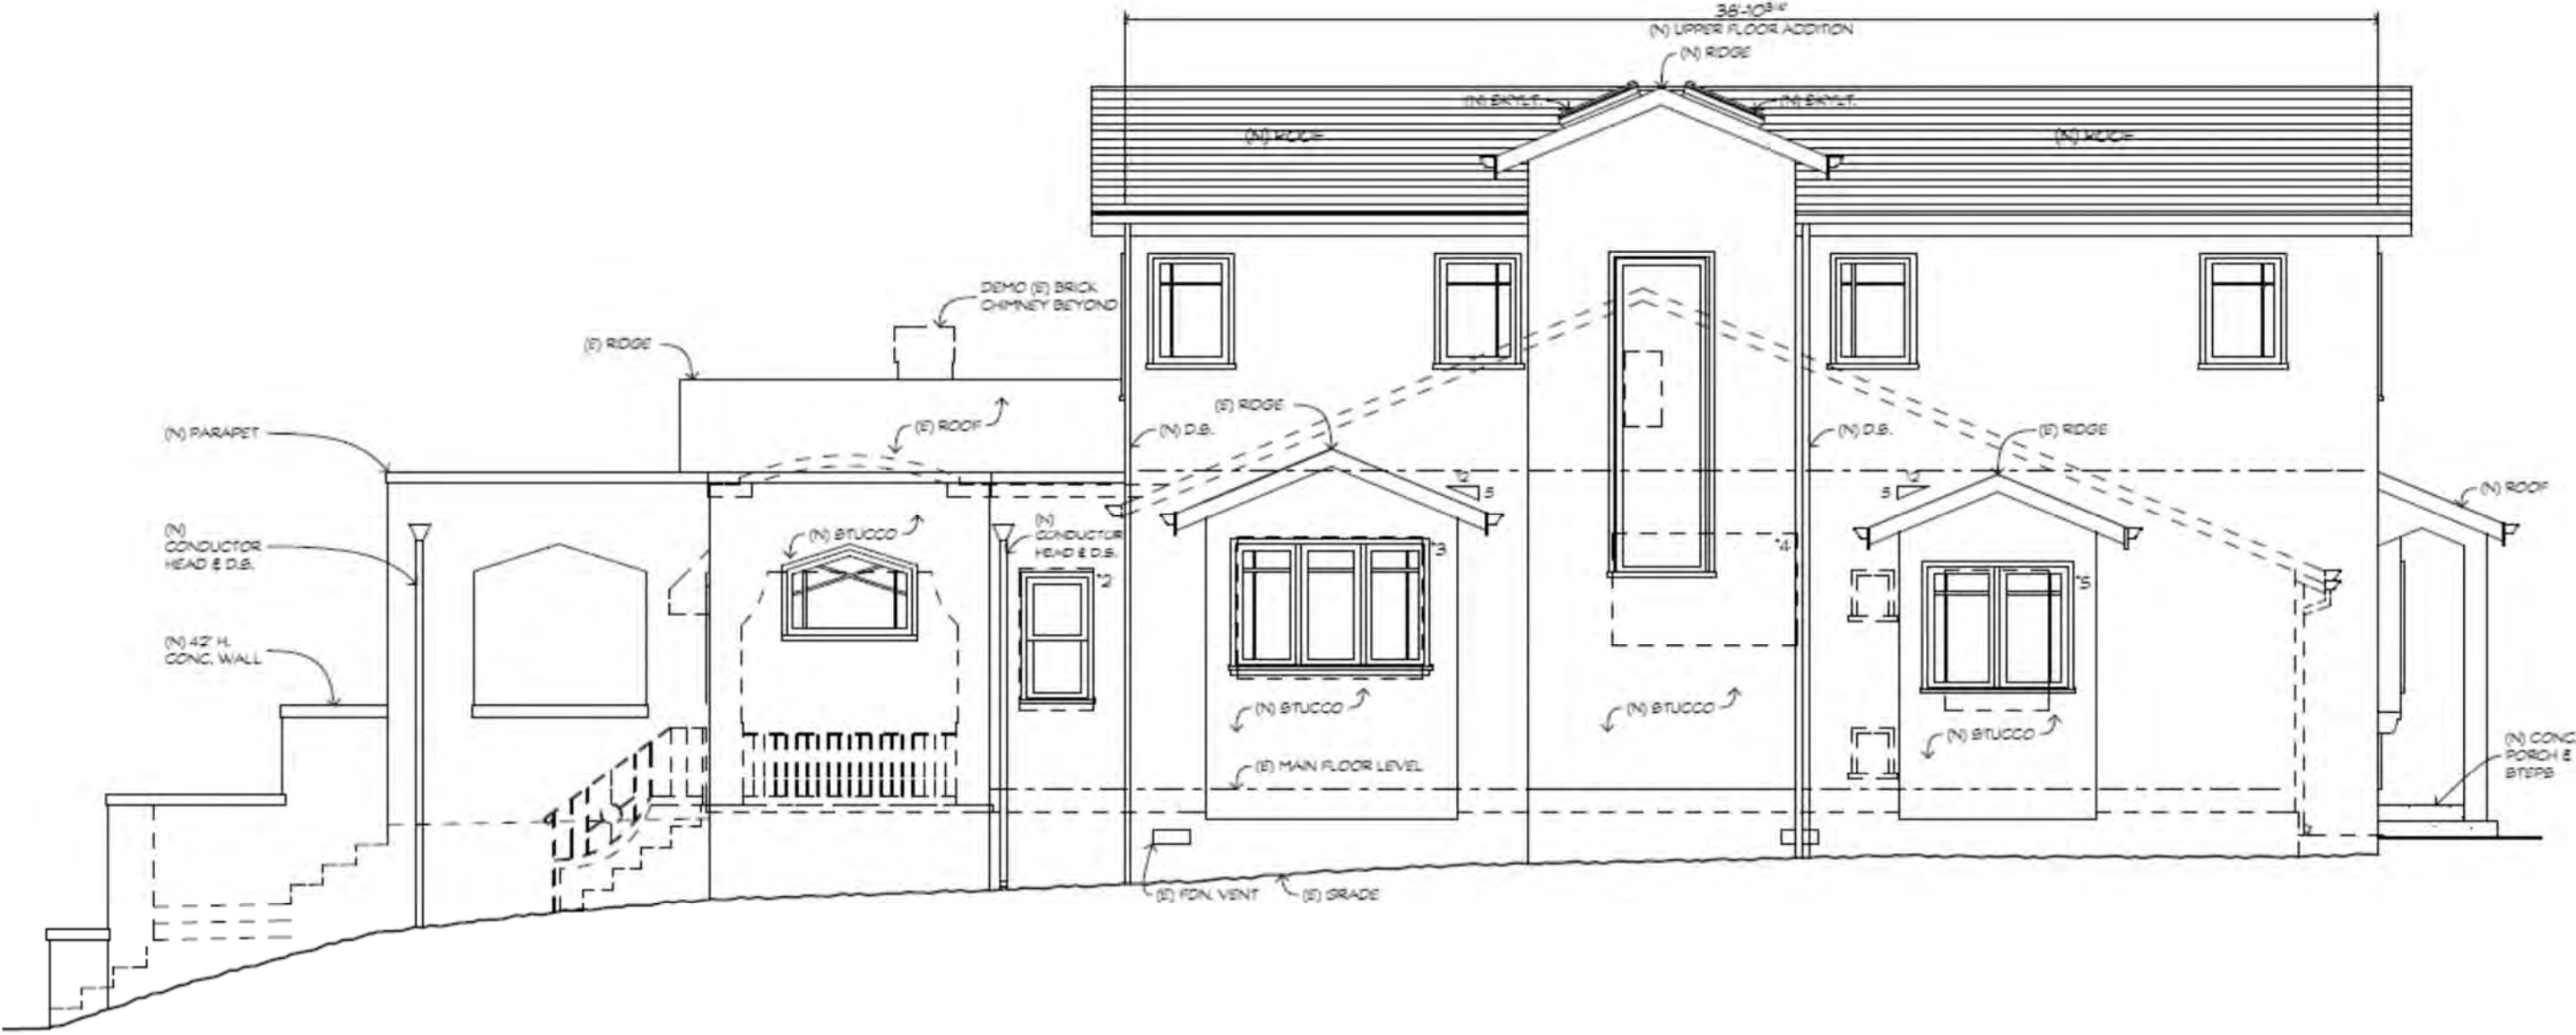 36'-10 3/4"
(N) UPPER FLOOR ADDITION
(N) RIDGE
(N) SKYLT.
(N) SKYLT.
(N) ROOF
(N) ROOF
DEMO (E) BRICK
CHIMNEY BEYOND
(E) RIDGE
(E) RIDGE
(E) ROOF
(N) D.S.
(N) D.S.
(E) RIDGE
(N) PARAPET
12
5
12
5
(N) ROOF
(N)
CONDUCTOR
HEAD & D.S.
(N) STUCCO
(N)
CONDUCTOR
HEAD & D.S.
*2
*3
*4
*5
(N) 42" H.
CONC. WALL
(N) STUCCO
(N) STUCCO
(N) STUCCO
(N) CONC.
PORCH &
STEPS
(E) MAIN FLOOR LEVEL
(E) FDN. VENT
(E) GRADE